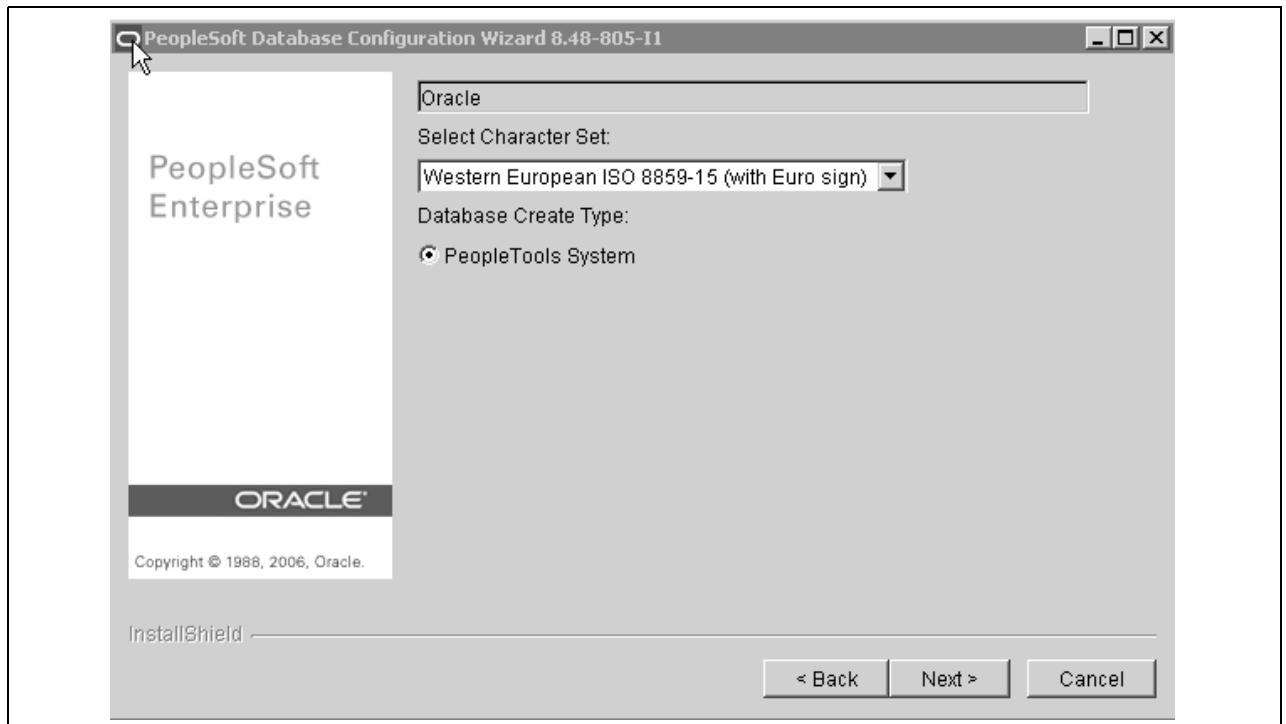 PeopleSoft Database Configuration Wizard 8.48-805-I1
PeopleSoft
Enterprise
ORACLE®
Copyright © 1988, 2006, Oracle.
Oracle
Select Character Set:
Western European ISO 8859-15 (with Euro sign)
Database Create Type:
PeopleTools System
InstallShield
< Back
Next >
Cancel